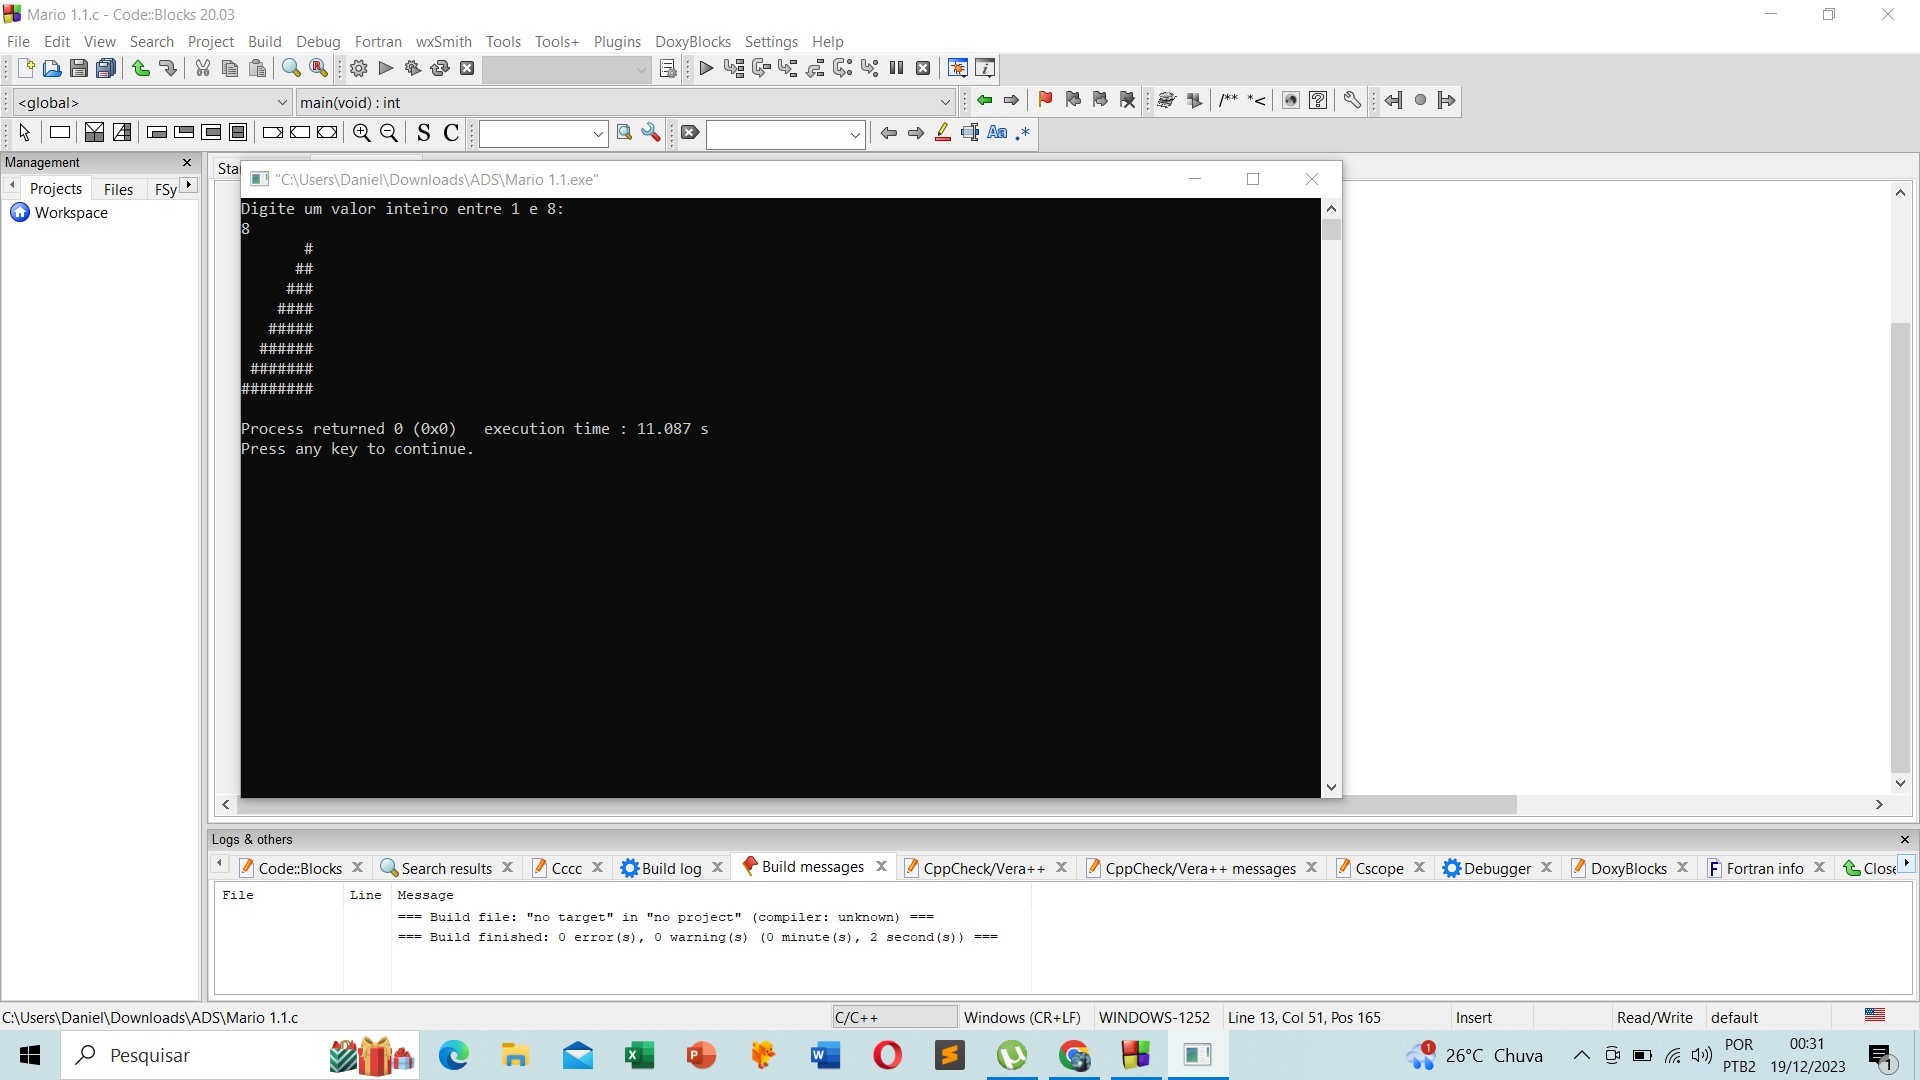 Mario 1.1.c - Code::Blocks 20.03
File Edit View Search Project Build Debug Fortran wxSmith Tools Tools+ Plugins DoxyBlocks Settings Help
<global> main(void) : int /** *<
S C Aa .*
Management
Projects Files FSy
Workspace
Sta
"C:\Users\Daniel\Downloads\ADS\Mario 1.1.exe"
Digite um valor inteiro entre 1 e 8:
8
       #
      ##
     ###
    ####
   #####
  ######
 #######
########
Process returned 0 (0x0)   execution time : 11.087 s
Press any key to continue.
Logs & others
Code::Blocks Search results Cccc Build log Build messages CppCheck/Vera++ CppCheck/Vera++ messages Cscope Debugger DoxyBlocks Fortran info Close
File Line Message
=== Build file: "no target" in "no project" (compiler: unknown) ===
=== Build finished: 0 error(s), 0 warning(s) (0 minute(s), 2 second(s)) ===
C:\Users\Daniel\Downloads\ADS\Mario 1.1.c C/C++ Windows (CR+LF) WINDOWS-1252 Line 13, Col 51, Pos 165 Insert Read/Write default
Pesquisar 26°C Chuva
POR 00:31
PTB2 19/12/2023